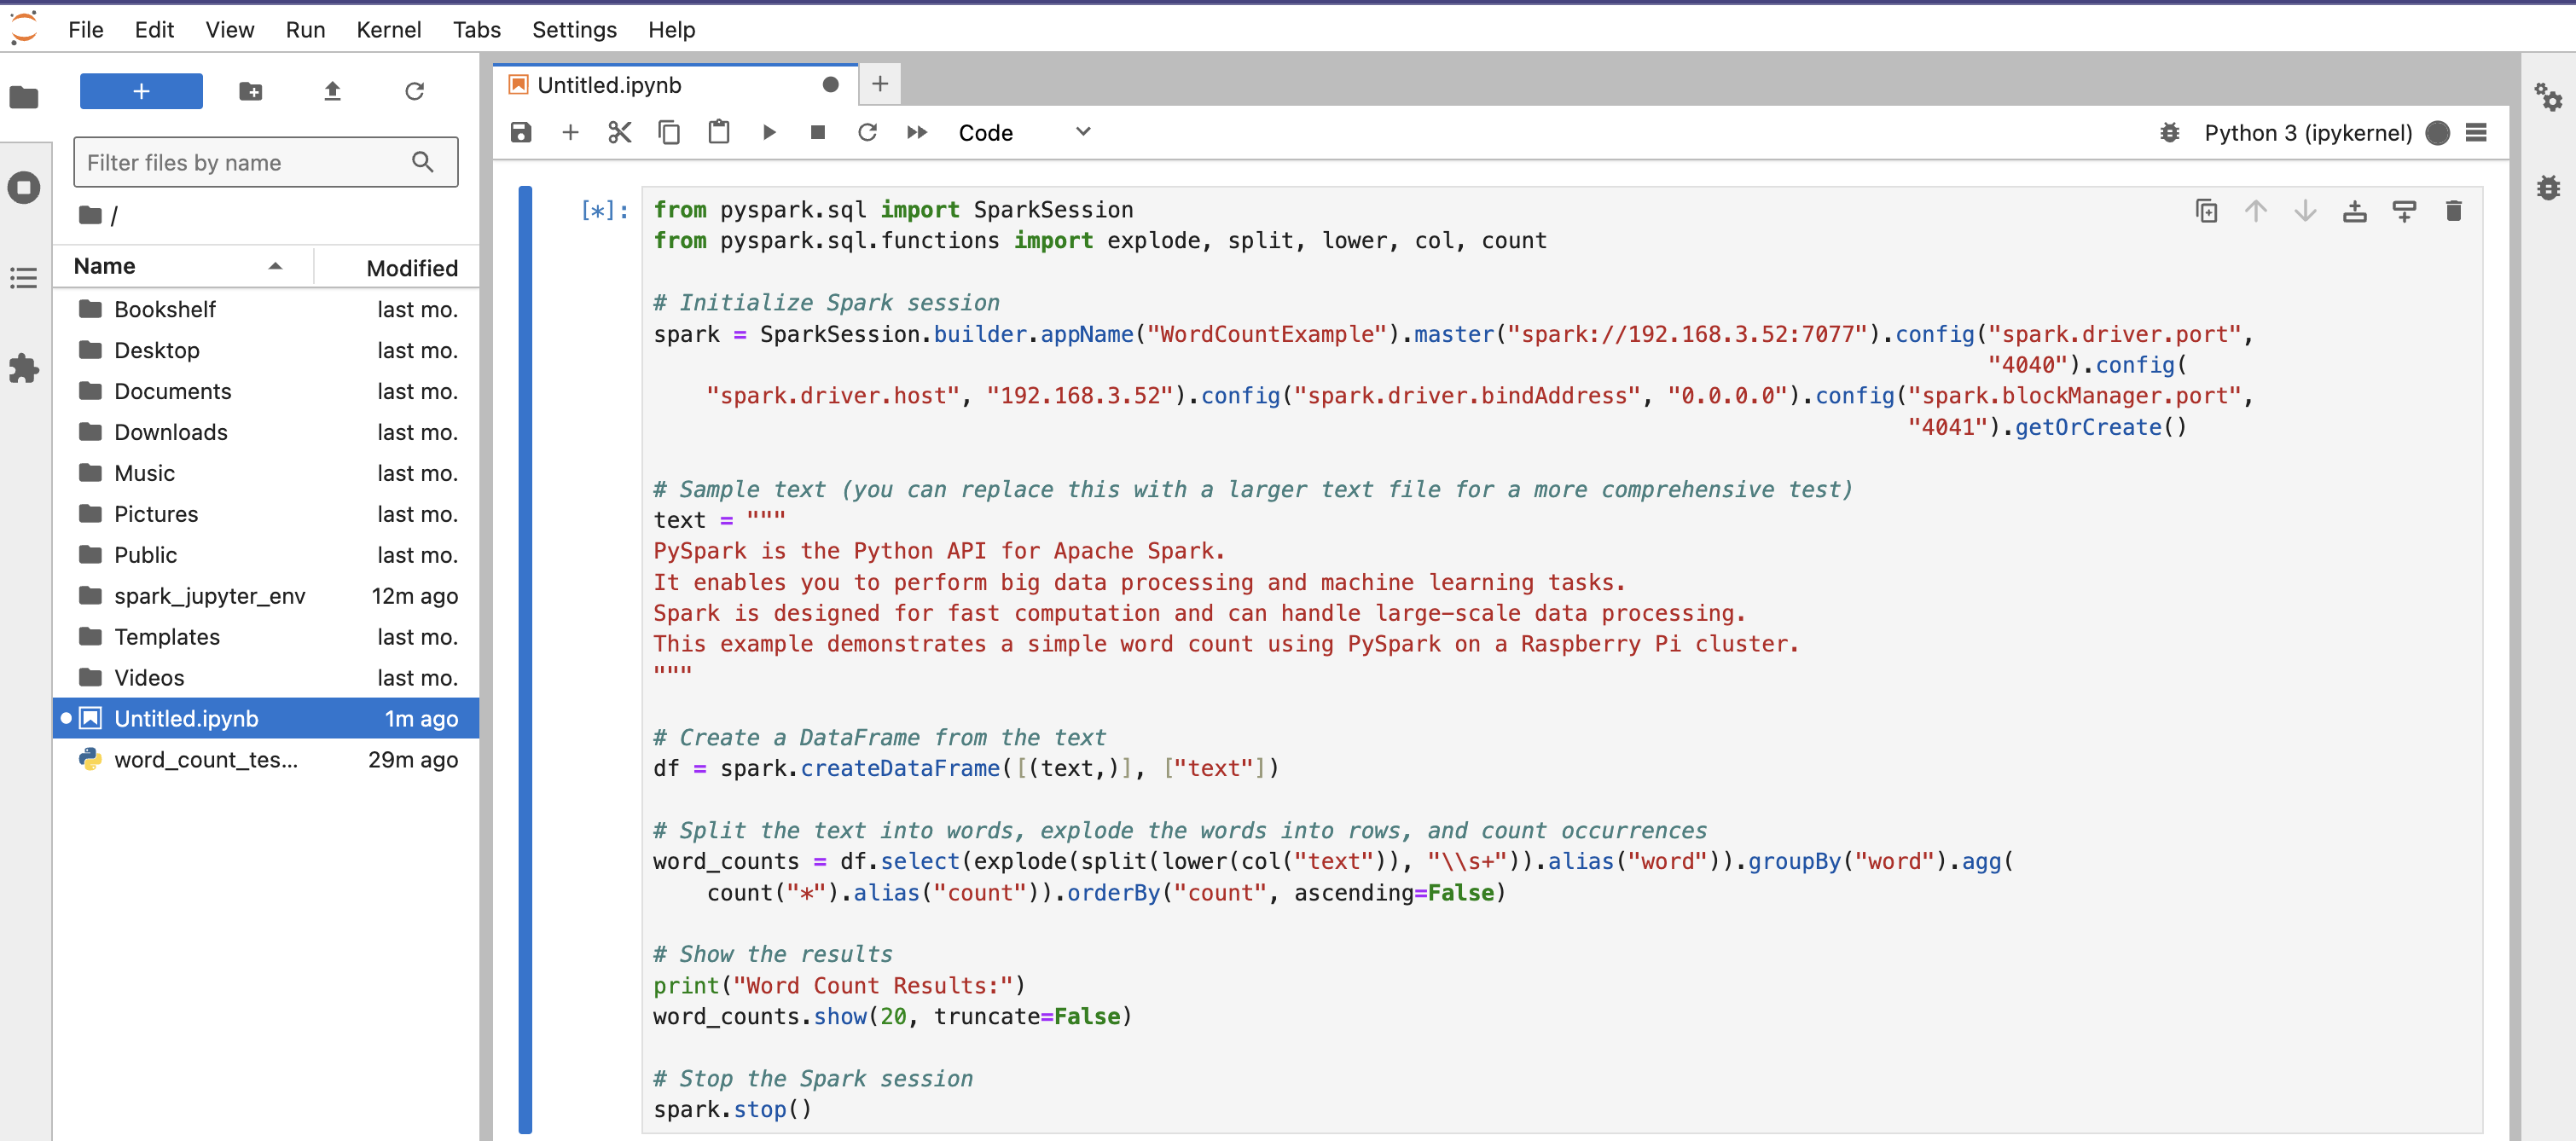 File Edit View Run Kernel Tabs Settings Help
Filter files by name
/
Name Modified
Bookshelf last mo.
Desktop last mo.
Documents last mo.
Downloads last mo.
Music last mo.
Pictures last mo.
Public last mo.
spark_jupyter_env 12m ago
Templates last mo.
Videos last mo.
Untitled.ipynb 1m ago
word_count_tes... 29m ago
Untitled.ipynb
Code
Python 3 (ipykernel)
[*]:
from pyspark.sql import SparkSession
from pyspark.sql.functions import explode, split, lower, col, count
# Initialize Spark session
spark = SparkSession.builder.appName("WordCountExample").master("spark://192.168.3.52:7077").config("spark.driver.port",
"4040").config(
"spark.driver.host", "192.168.3.52").config("spark.driver.bindAddress", "0.0.0.0").config("spark.blockManager.port",
"4041").getOrCreate()
# Sample text (you can replace this with a larger text file for a more comprehensive test)
text = """
PySpark is the Python API for Apache Spark.
It enables you to perform big data processing and machine learning tasks.
Spark is designed for fast computation and can handle large-scale data processing.
This example demonstrates a simple word count using PySpark on a Raspberry Pi cluster.
"""
# Create a DataFrame from the text
df = spark.createDataFrame([(text,)], ["text"])
# Split the text into words, explode the words into rows, and count occurrences
word_counts = df.select(explode(split(lower(col("text")), "\\s+")).alias("word")).groupBy("word").agg(
count("*").alias("count")).orderBy("count", ascending=False)
# Show the results
print("Word Count Results:")
word_counts.show(20, truncate=False)
# Stop the Spark session
spark.stop()